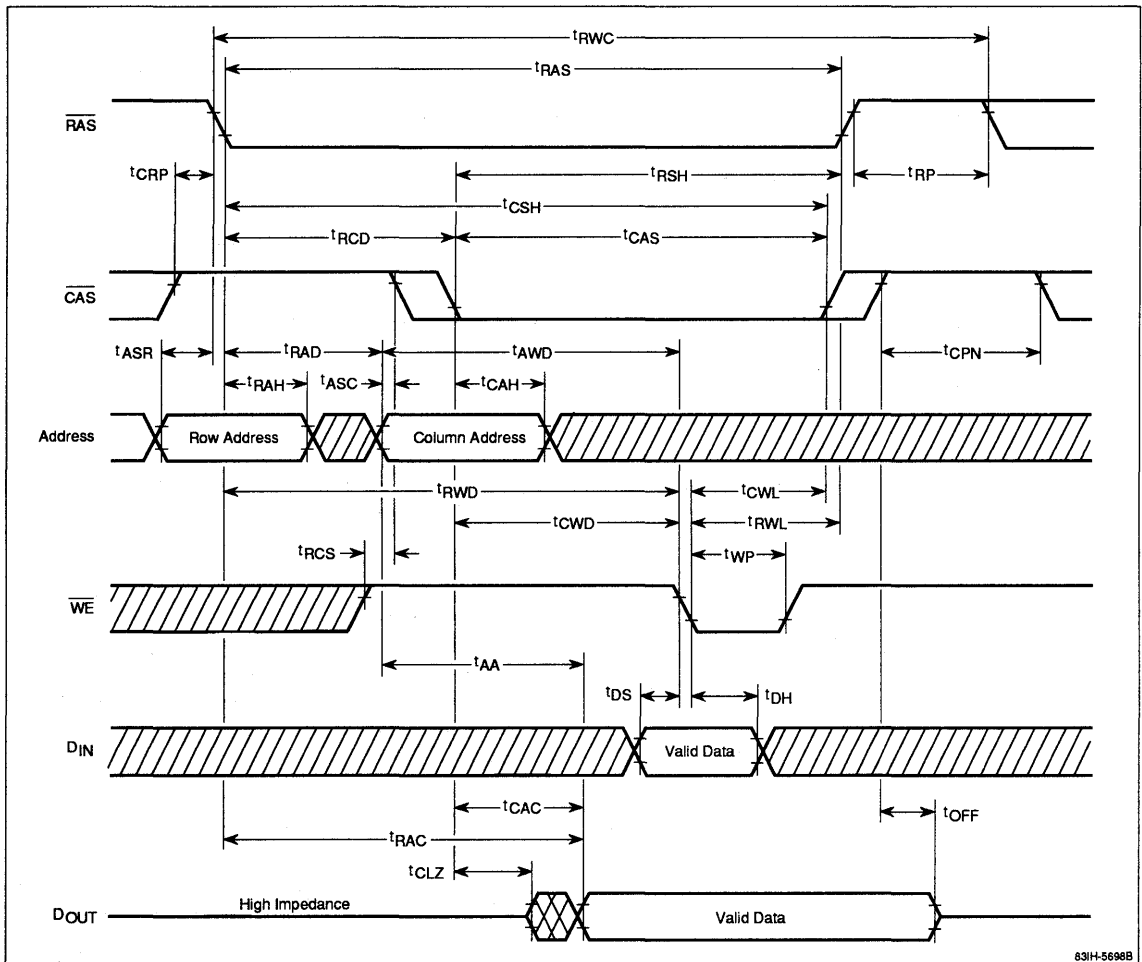 tRWC
tRAS
RAS
tCRP
tRSH
tRP
tCSH
tRCD
tCAS
CAS
tASR
tRAD
tAWD
tCPN
tRAH
tASC
tCAH
Address
Row Address
Column Address
tRWD
tCWL
tCWD
tRWL
tRCS
tWP
WE
tAA
tDS
tDH
DIN
Valid Data
tCAC
tOFF
tRAC
tCLZ
DOUT
High Impedance
Valid Data
83IH-5698B